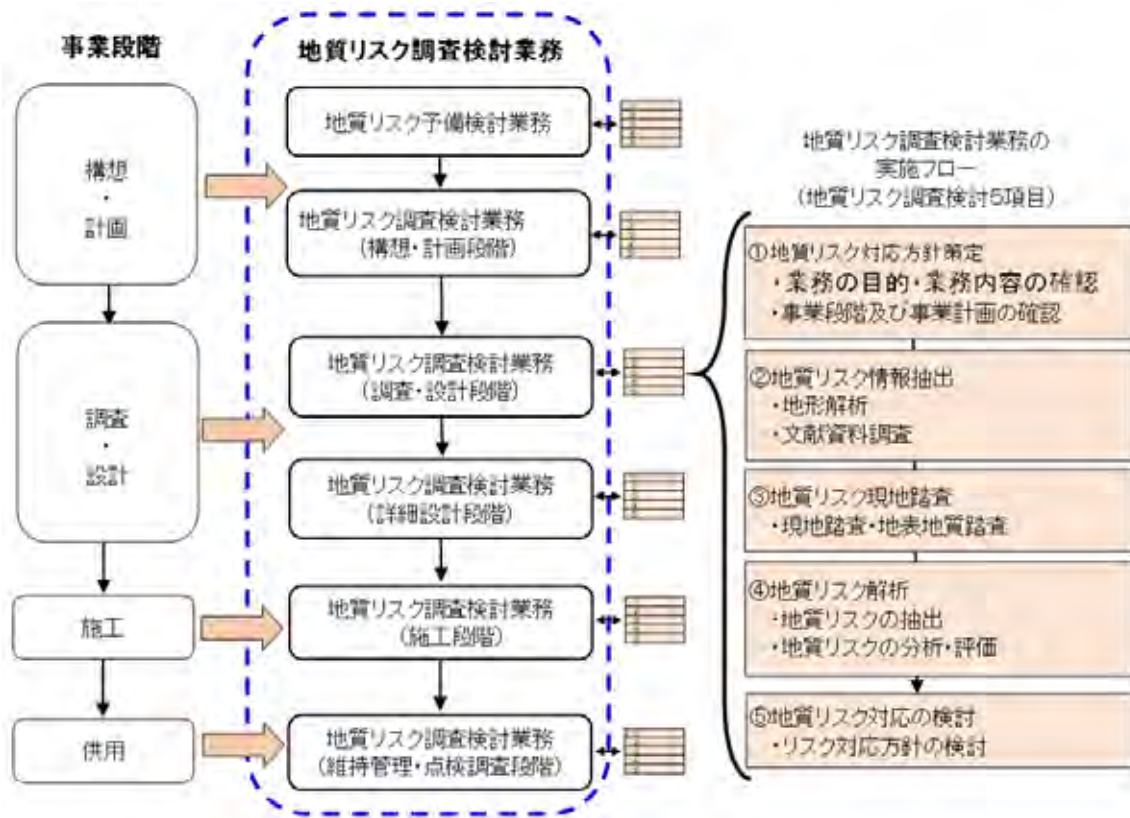 事業段階
構想
・
計画
調査
・
設計
施工
供用
地質リスク調査検討業務
地質リスク予備検討業務
地質リスク調査検討業務
(構想・計画段階)
地質リスク調査検討業務
(調査・設計段階)
地質リスク調査検討業務
(詳細設計段階)
地質リスク調査検討業務
(施工段階)
地質リスク調査検討業務
(維持管理・点検調査段階)
地質リスク調査検討業務の
実施フロー
(地質リスク調査検討5項目)
①地質リスク対応方針策定
・業務の目的・業務内容の確認
・事業段階及び事業計画の確認
②地質リスク情報抽出
・地形解析
・文献資料調査
③地質リスク現地踏査
・現地踏査・地表地質踏査
④地質リスク解析
・地質リスクの抽出
・地質リスクの分析・評価
⑤地質リスク対応の検討
・リスク対応方針の検討